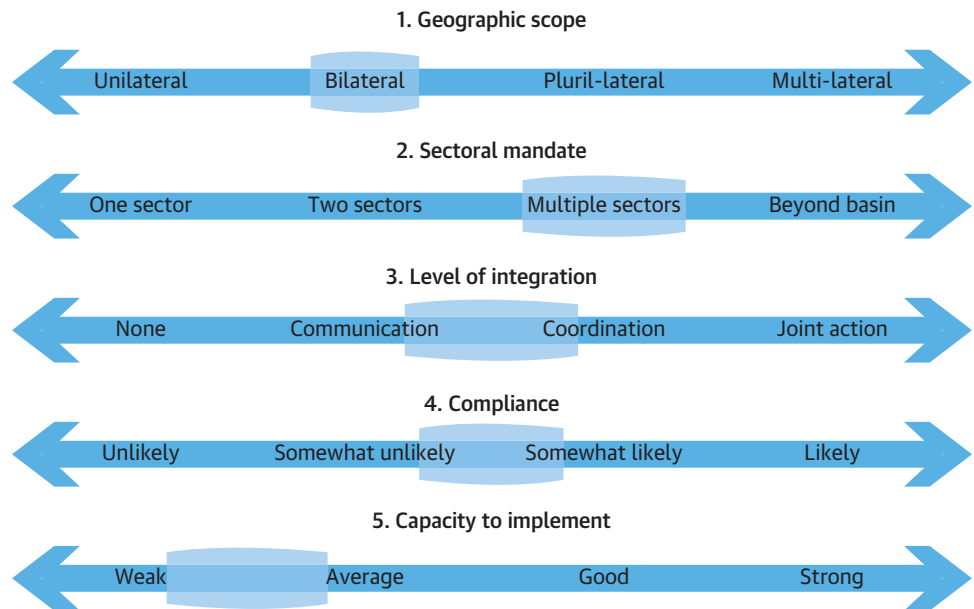 1. Geographic scope
Unilateral Bilateral Pluril-lateral Multi-lateral
2. Sectoral mandate
One sector Two sectors Multiple sectors Beyond basin
3. Level of integration
None Communication Coordination Joint action
4. Compliance
Unlikely Somewhat unlikely Somewhat likely Likely
5. Capacity to implement
Weak Average Good Strong